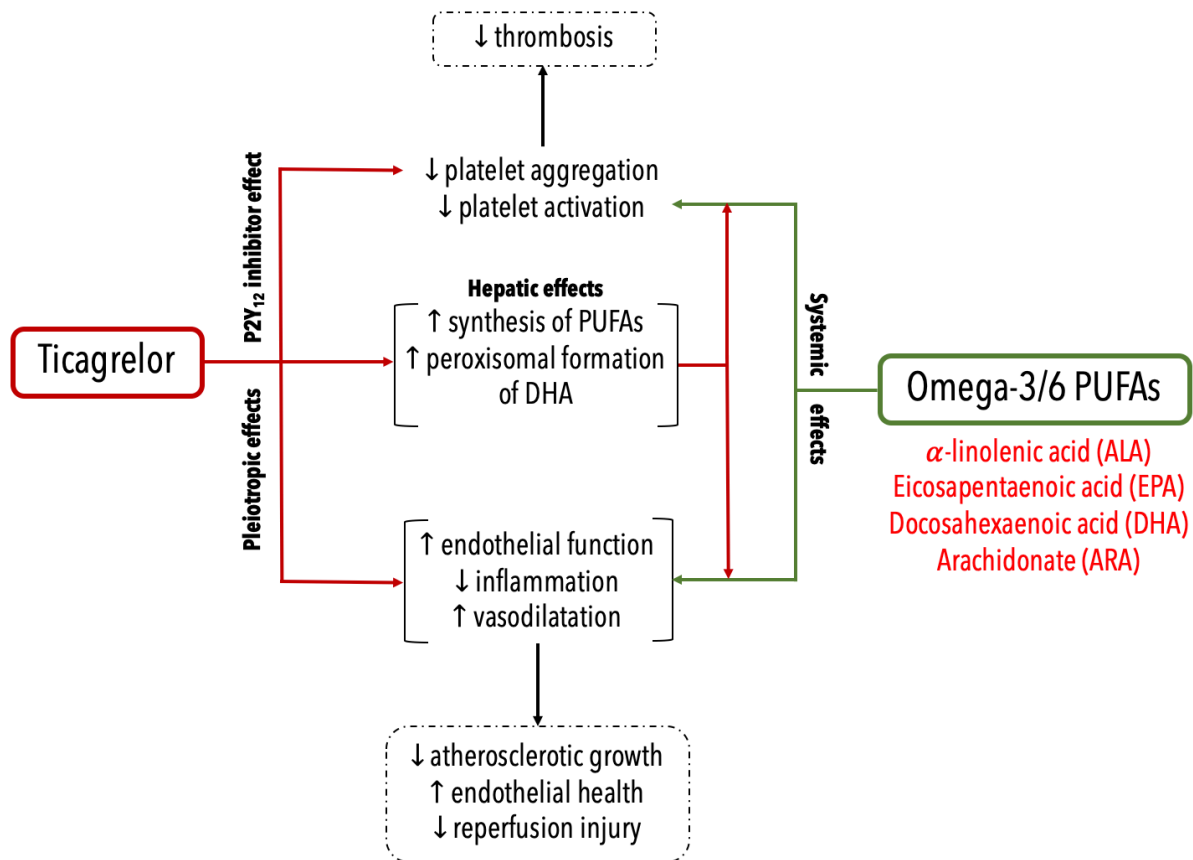 ↓ thrombosis
P2Y₁₂ inhibitor effect
↓ platelet aggregation
↓ platelet activation
Hepatic effects
↑ synthesis of PUFAs
↑ peroxisomal formation
of DHA
Ticagrelor
Pleiotropic effects
Systemic effects
Omega-3/6 PUFAs
α-linolenic acid (ALA)
Eicosapentaenoic acid (EPA)
Docosahexaenoic acid (DHA)
Arachidonate (ARA)
↑ endothelial function
↓ inflammation
↑ vasodilatation
↓ atherosclerotic growth
↑ endothelial health
↓ reperfusion injury